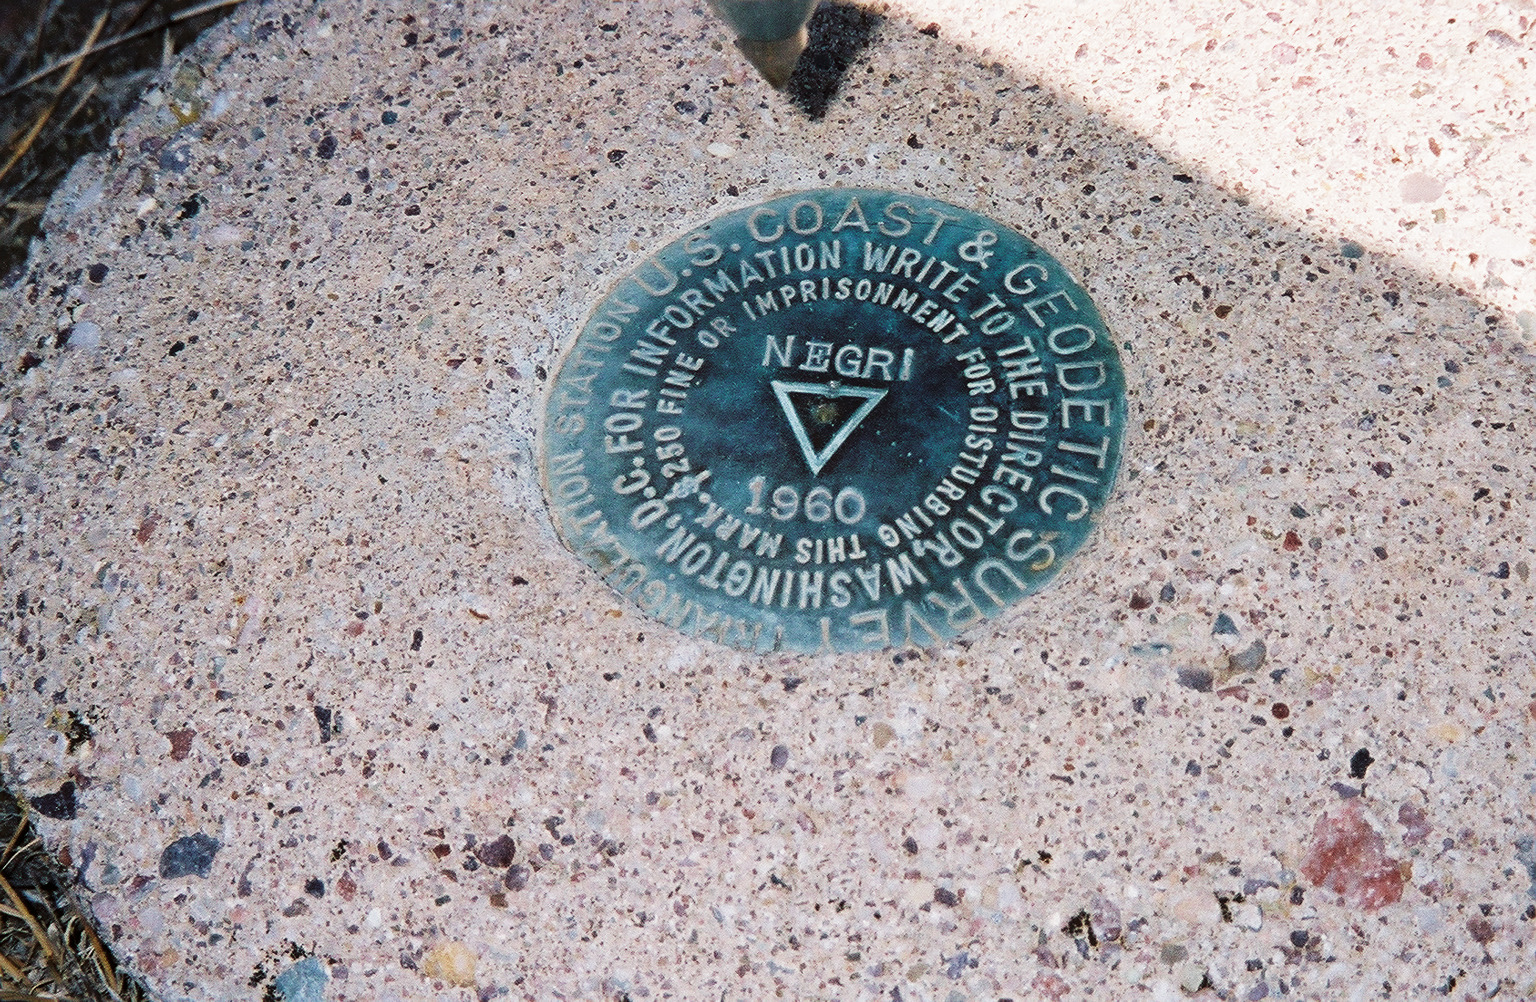 U.S. COAST & GEODETIC SURVEY
TRIANGULATION STATION
FOR INFORMATION WRITE TO THE DIRECTOR, WASHINGTON, D.C.
$250 FINE OR IMPRISONMENT FOR DISTURBING THIS MARK.
NEGRI
1960